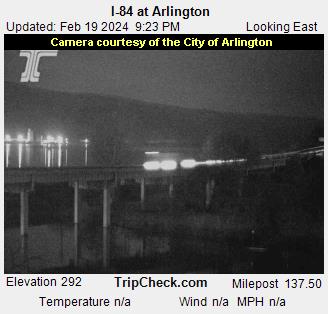 I-84 at Arlington
Updated: Feb 19 2024 9:23 PM Looking East
Camera courtesy of the City of Arlington
Elevation 292 TripCheck.com Milepost 137.50
Temperature n/a Wind n/a MPH n/a